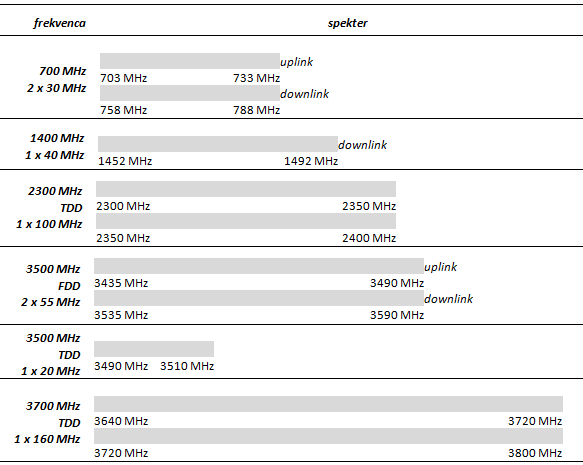 frekvenca spekter
700 MHz
2 x 30 MHz
uplink
703 MHz 733 MHz
downlink
758 MHz 788 MHz
1400 MHz
1 x 40 MHz
downlink
1452 MHz 1492 MHz
2300 MHz
TDD
1 x 100 MHz
2300 MHz 2350 MHz
2350 MHz 2400 MHz
3500 MHz
FDD
2 x 55 MHz
uplink
3435 MHz 3490 MHz
downlink
3535 MHz 3590 MHz
3500 MHz
TDD
1 x 20 MHz
3490 MHz 3510 MHz
3700 MHz
TDD
1 x 160 MHz
3640 MHz 3720 MHz
3720 MHz 3800 MHz